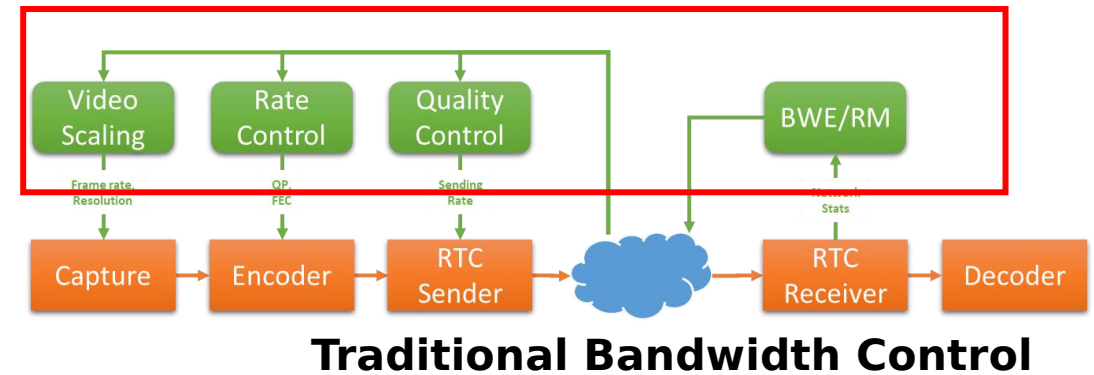 Video
Scaling
Rate
Control
Quality
Control
BWE/RM
Frame rate,
Resolution
QP,
FEC
Sending
Rate
Stats
Capture
Encoder
RTC
Sender
RTC
Receiver
Decoder
Traditional Bandwidth Control